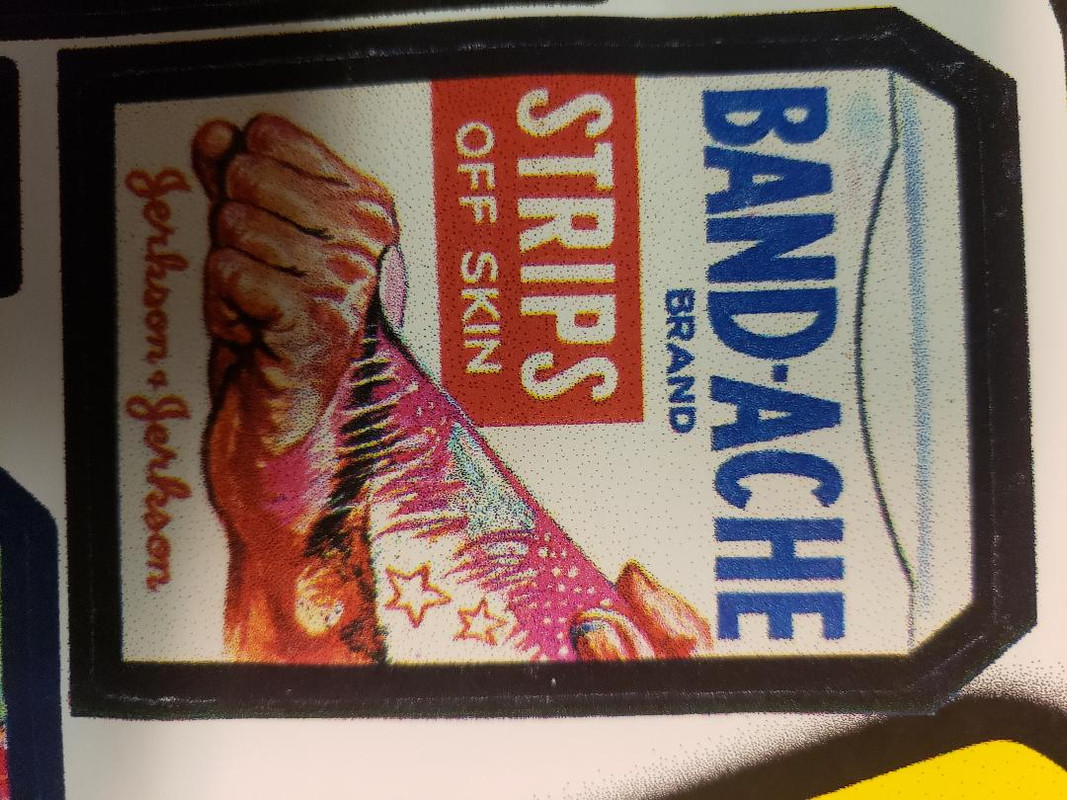 BAND-ACHE
BRAND
STRIPS
OFF SKIN
Jerkson & Jerkson